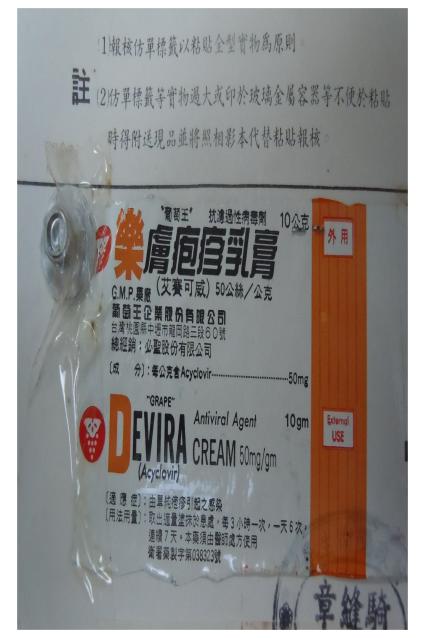 (1)報核仿單標籤以粘貼全型實物為原則
註
(2)仿單標籤等實物過大或印於玻璃金屬容器等不便於粘貼
時得附送現品並將照相影本代替粘貼報核。
"葡萄王" 抗濾過性病毒劑 10公克
外用
樂膚疱疹乳膏
(艾賽可威) 50公絲/公克
G.M.P.藥廠
葡萄王企業股份有限公司
台灣桃園縣中壢市龍岡路三段60號
總經銷：必聖股份有限公司
〔成 分〕：每公克含Acyclovir----------50mg
"GRAPE" Antiviral Agent 10gm
External
USE
DEVIRA CREAM 50mg/gm
(Acyclovir)
〔適應症〕：由單純疱疹引起之感染
〔用法用量〕：取出適量塗抹於患處，每3小時一次，一天6次，
連續7天。本藥須由醫師處方使用
衛署藥製字第038323號
章縫騎